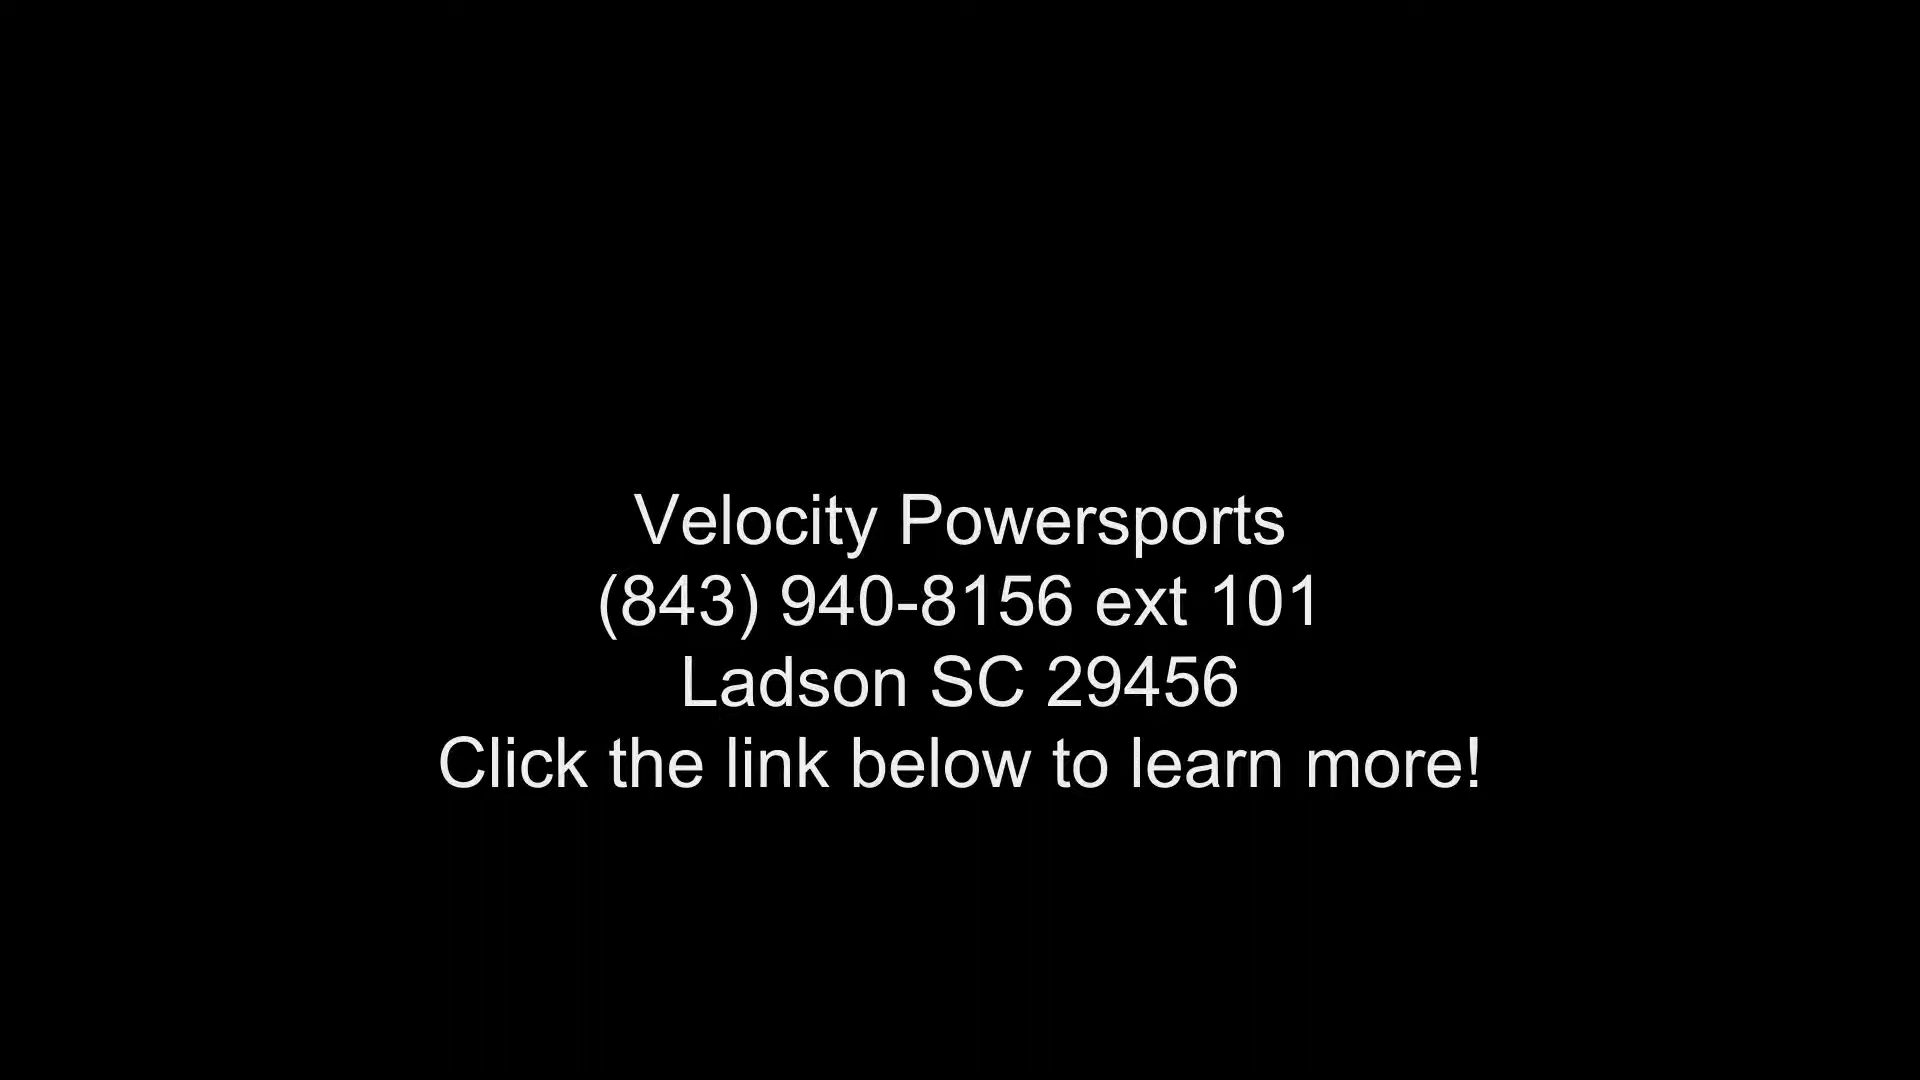 Velocity Powersports
(843) 940-8156 ext 101
Ladson SC 29456
Click the link below to learn more!